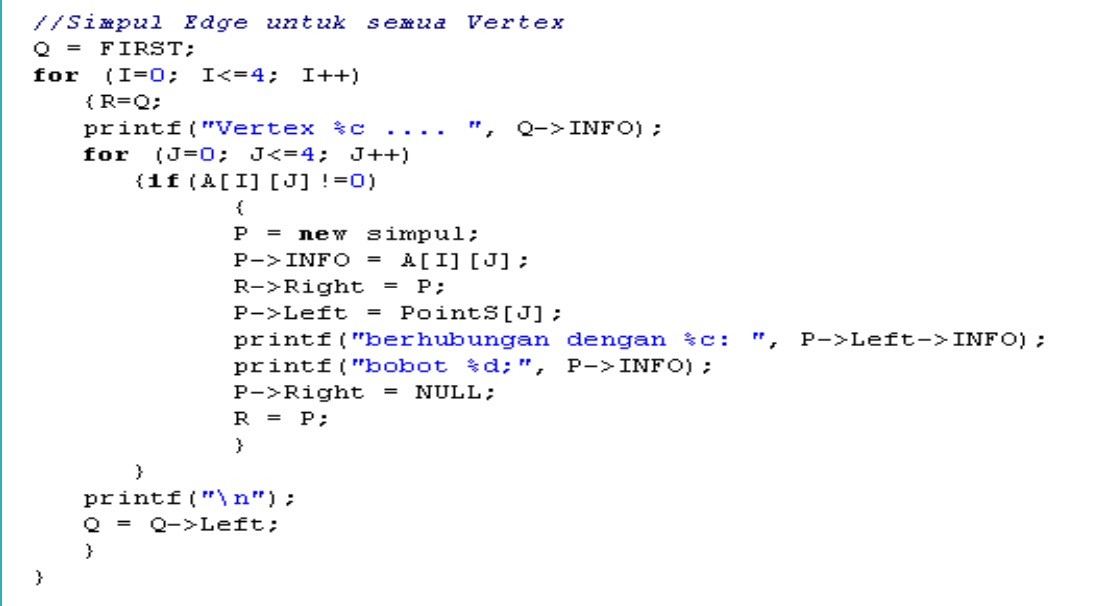 //Simpul Edge untuk semua Vertex
Q = FIRST;
for (I=0; I<=4; I++)
{R=Q;
printf("Vertex %c .... ", Q->INFO);
for (J=0; J<=4; J++)
{if(A[I][J]!=0)
{
P = new simpul;
P->INFO = A[I][J];
R->Right = P;
P->Left = PointS[J];
printf("berhubungan dengan %c: ", P->Left->INFO);
printf("bobot %d;", P->INFO);
P->Right = NULL;
R = P;
}
}
printf("\n");
Q = Q->Left;
}
}